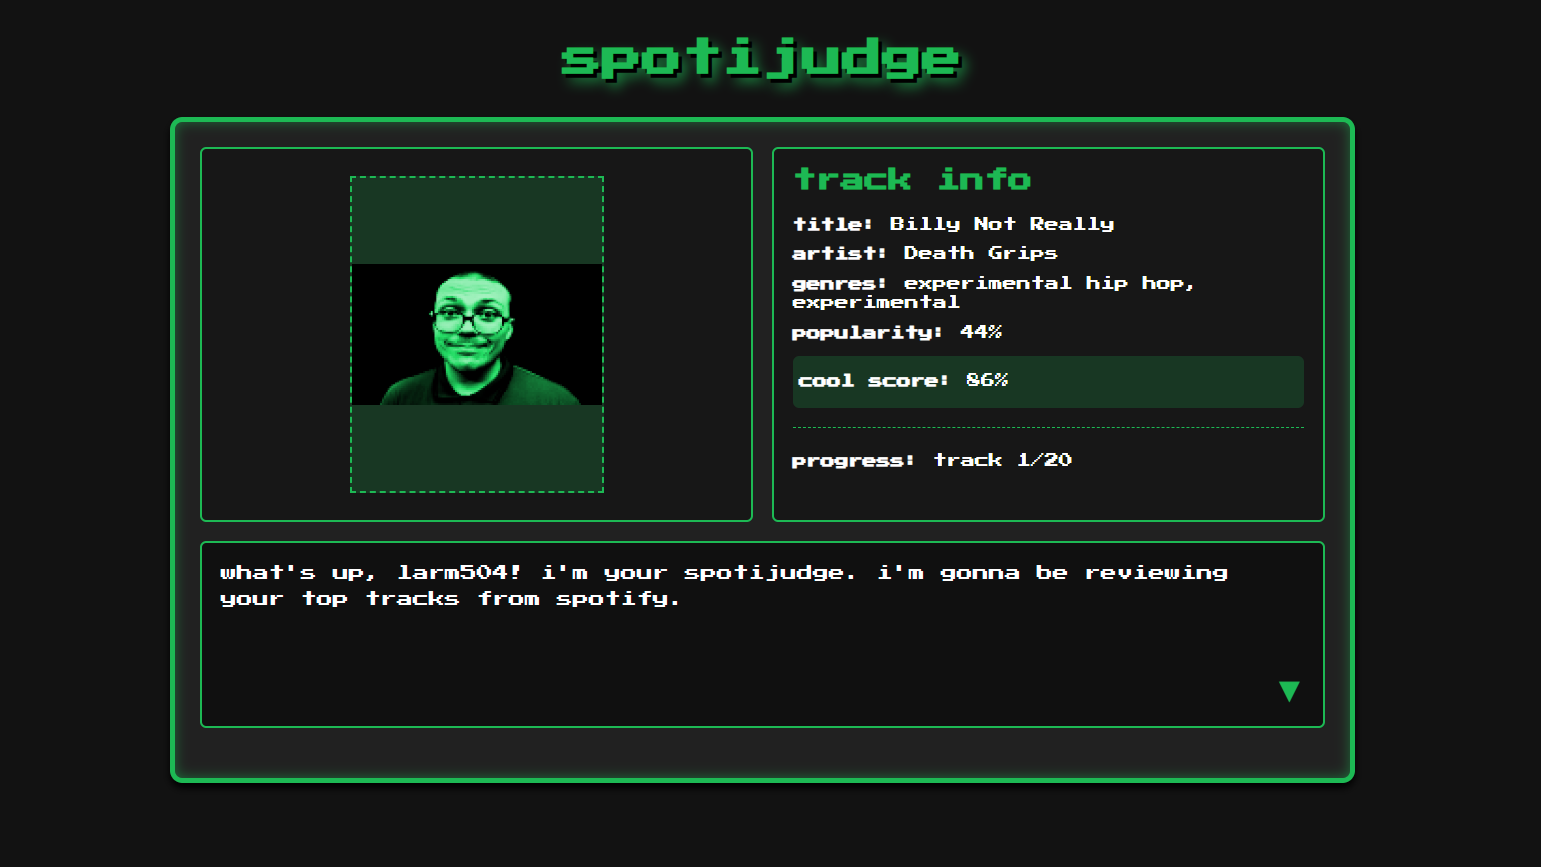 spotijudge
track info
title: Billy Not Really
artist: Death Grips
genres: experimental hip hop,
experimental
popularity: 44%
cool score: 86%
progress: track 1/20
what's up, larm504! i'm your spotijudge. i'm gonna be reviewing
your top tracks from spotify.